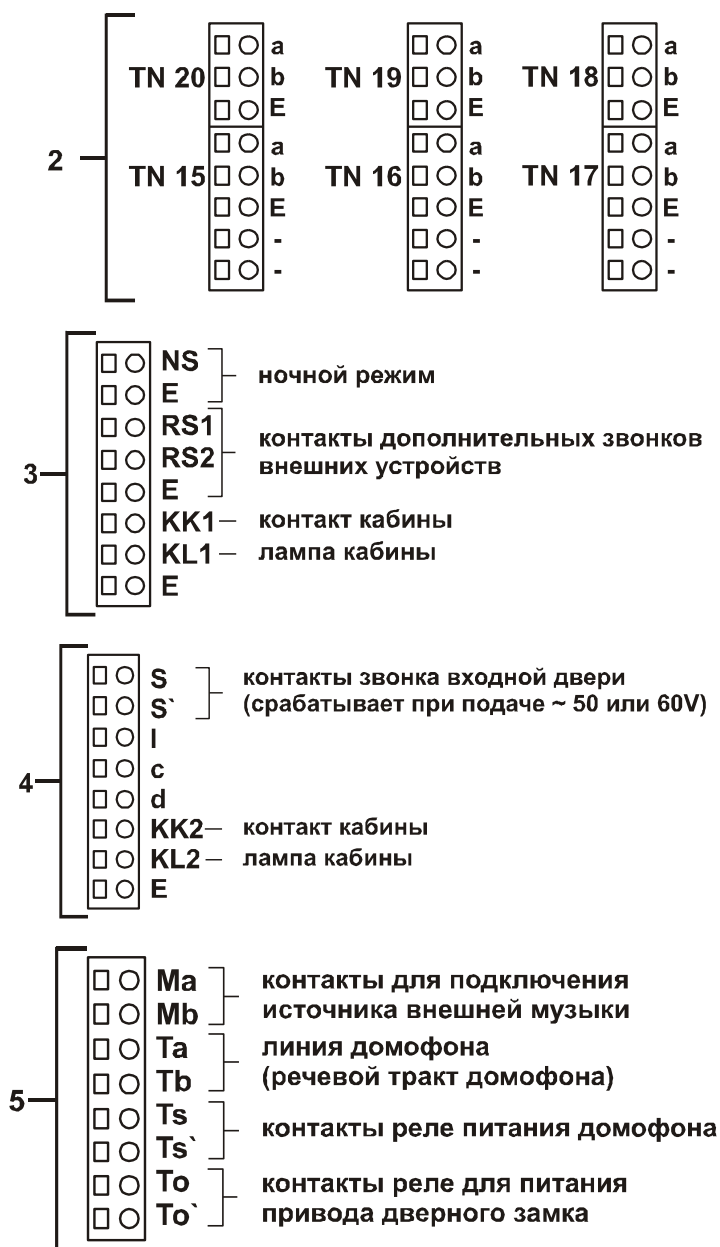 2
TN 20 a TN 19 a TN 18 a
b b b
E E E
TN 15 a TN 16 a TN 17 a
b b b
E E E
- - -
- - -
3
NS
E
ночной режим
RS1
RS2
E
контакты дополнительных звонков
внешних устройств
KK1 – контакт кабины
KL1 – лампа кабины
E
4
S
S`
контакты звонка входной двери
(срабатывает при подаче ~ 50 или 60V)
I
c
d
KK2 – контакт кабины
KL2 – лампа кабины
E
5
Ma
Mb
контакты для подключения
источника внешней музыки
Ta
Tb
линия домофона
(речевой тракт домофона)
Ts
Ts`
контакты реле питания домофона
To
To`
контакты реле для питания
привода дверного замка